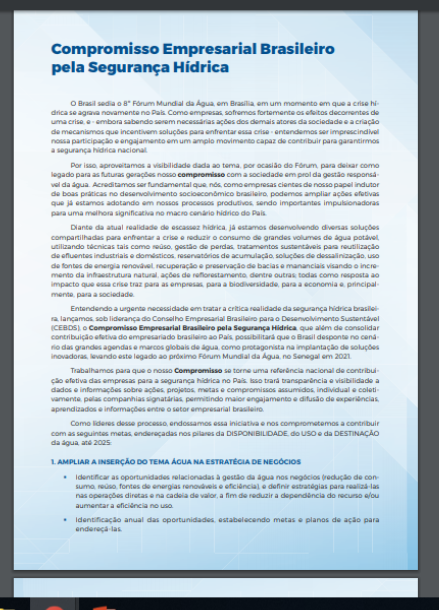 Compromisso Empresarial Brasileiro
pela Segurança Hídrica
O Brasil sedia o 8º Fórum Mundial da Água, em Brasília, em um momento em que a crise hí-
drica se agrava novamente no País. Como empresas, sofremos fortemente os efeitos decorrentes de
uma crise, e - embora sabendo serem necessárias ações dos demais atores da sociedade e a criação
de mecanismos que incentivem soluções para enfrentar essa crise - entendemos ser imprescindível
nossa participação e engajamento em um amplo movimento capaz de contribuir para garantirmos
a segurança hídrica nacional.
Por isso, aproveitamos a visibilidade dada ao tema, por ocasião do Fórum, para deixar como
legado para as futuras gerações nosso compromisso com a sociedade em prol da gestão responsá-
vel da água. Acreditamos ser fundamental que, nós, como empresas cientes de nosso papel indutor
de boas práticas no desenvolvimento socioeconômico brasileiro, podemos ampliar ações efetivas
que já estamos adotando em nossos processos produtivos, sendo importantes impulsionadoras
para uma melhora significativa no macro cenário hídrico do País.
Diante da atual realidade de escassez hídrica, já estamos desenvolvendo diversas soluções
compartilhadas para enfrentar a crise e reduzir o consumo de grandes volumes de água potável,
utilizando técnicas tais como reúso, gestão de perdas, tratamentos sustentáveis para reutilização
de efluentes industriais e domésticos, reservatórios de acumulação, soluções de dessalinização, uso
de fontes de energia renovável, recuperação e preservação de bacias e mananciais visando o incre-
mento da infraestrutura natural, ações de reflorestamento, dentre outras; todas como resposta ao
impacto que essa crise traz para as empresas, para a biodiversidade, para a economia e, principal-
mente, para a sociedade.
Entendendo a urgente necessidade em tratar a crítica realidade da segurança hídrica brasilei-
ra, lançamos, sob liderança do Conselho Empresarial Brasileiro para o Desenvolvimento Sustentável
(CEBDS), o Compromisso Empresarial Brasileiro pela Segurança Hídrica, que além de consolidar
contribuição efetiva do empresariado brasileiro ao País, possibilitará que o Brasil desponte no cená-
rio das grandes agendas e marcos globais de água, como protagonista na implantação de soluções
inovadoras, levando este legado ao próximo Fórum Mundial da Água, no Senegal em 2021.
Trabalhamos para que o nosso Compromisso se torne uma referência nacional de contribui-
ção efetiva das empresas para a segurança hídrica no País. Isso trará transparência e visibilidade a
dados e informações sobre ações, projetos, metas e compromissos assumidos, individual e coleti-
vamente, pelas companhias signatárias, permitindo maior engajamento e difusão de experiências,
aprendizados e informações entre o setor empresarial brasileiro.
Como líderes desse processo, endossamos essa iniciativa e nos comprometemos a contribuir
com as seguintes metas, endereçadas nos pilares da DISPONIBILIDADE, do USO e da DESTINAÇÃO
da água, até 2025:
1. AMPLIAR A INSERÇÃO DO TEMA ÁGUA NA ESTRATÉGIA DE NEGÓCIOS
• Identificar as oportunidades relacionadas à gestão da água nos negócios (redução de con-
sumo, reúso, fontes de energias renováveis e eficiência), e definir estratégias para realizá-las
nas operações diretas e na cadeia de valor, a fim de reduzir a dependência do recurso e/ou
aumentar a eficiência no uso.
• Identificação anual das oportunidades, estabelecendo metas e planos de ação para
endereçá-las.